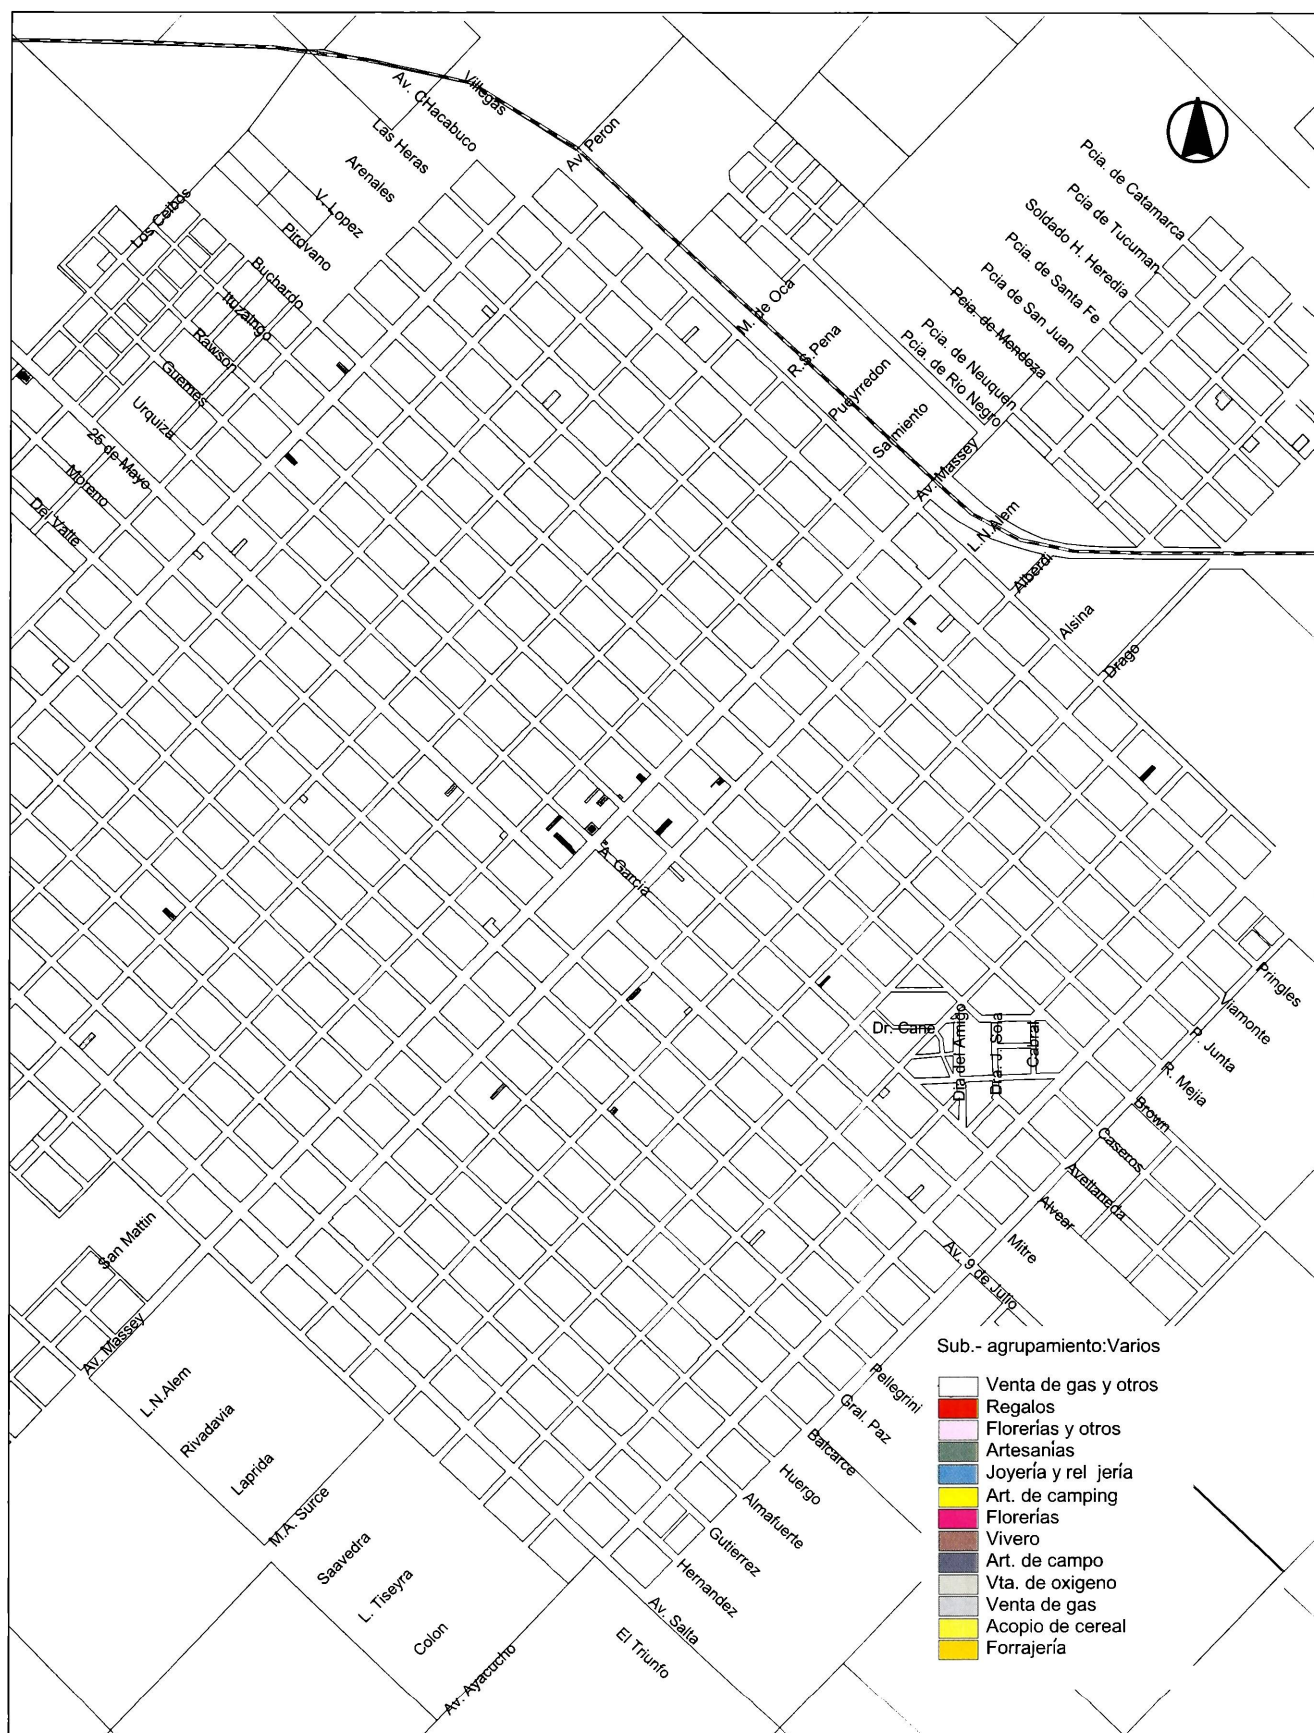 Villegas
Av. CHacabuco
Las Heras
Arenales
V. Lopez
Pirovano
Los Ceibos
Buchardo
Ituzaingo
Rawson
Guemes
Urquiza
25 de Mayo
Moreno
Del Valle
Av. Peron
M. de Oca
R.S.Pena
Pueyrredon
Sarmiento
Av. Massey
L.N.Alem
Alberdi
Alsina
Drago
Pcia. de Catamarca
Pcia de Tucuman
Soldado H. Heredia
Pcia. de Santa Fe
Pcia de San Juan
Pcia. de Mendoza
Pcia. de Neuquen
Pcia. de Rio Negro
A. Garcia
Dr. Cane
Dia del Amigo
Dra. J. Sola
Cabral
Pringles
Viamonte
P. Junta
R. Mejia
Brown
Caseros
Avellaneda
Alvear
Mitre
Av. 9 de Julio
San Mattin
Av. Massey
L.N.Alem
Rivadavia
Laprida
M.A. Surce
Saavedra
L. Tiseyra
Colon
Av. Ayacucho
Pellegrini
Gral. Paz
Balcarce
Huergo
Almafuerte
Gutierrez
Hernandez
Av. Salta
El Triunfo
Sub.- agrupamiento:Varios
Venta de gas y otros
Regalos
Florerías y otros
Artesanías
Joyería y rel jería
Art. de camping
Florerías
Vivero
Art. de campo
Vta. de oxigeno
Venta de gas
Acopio de cereal
Forrajería